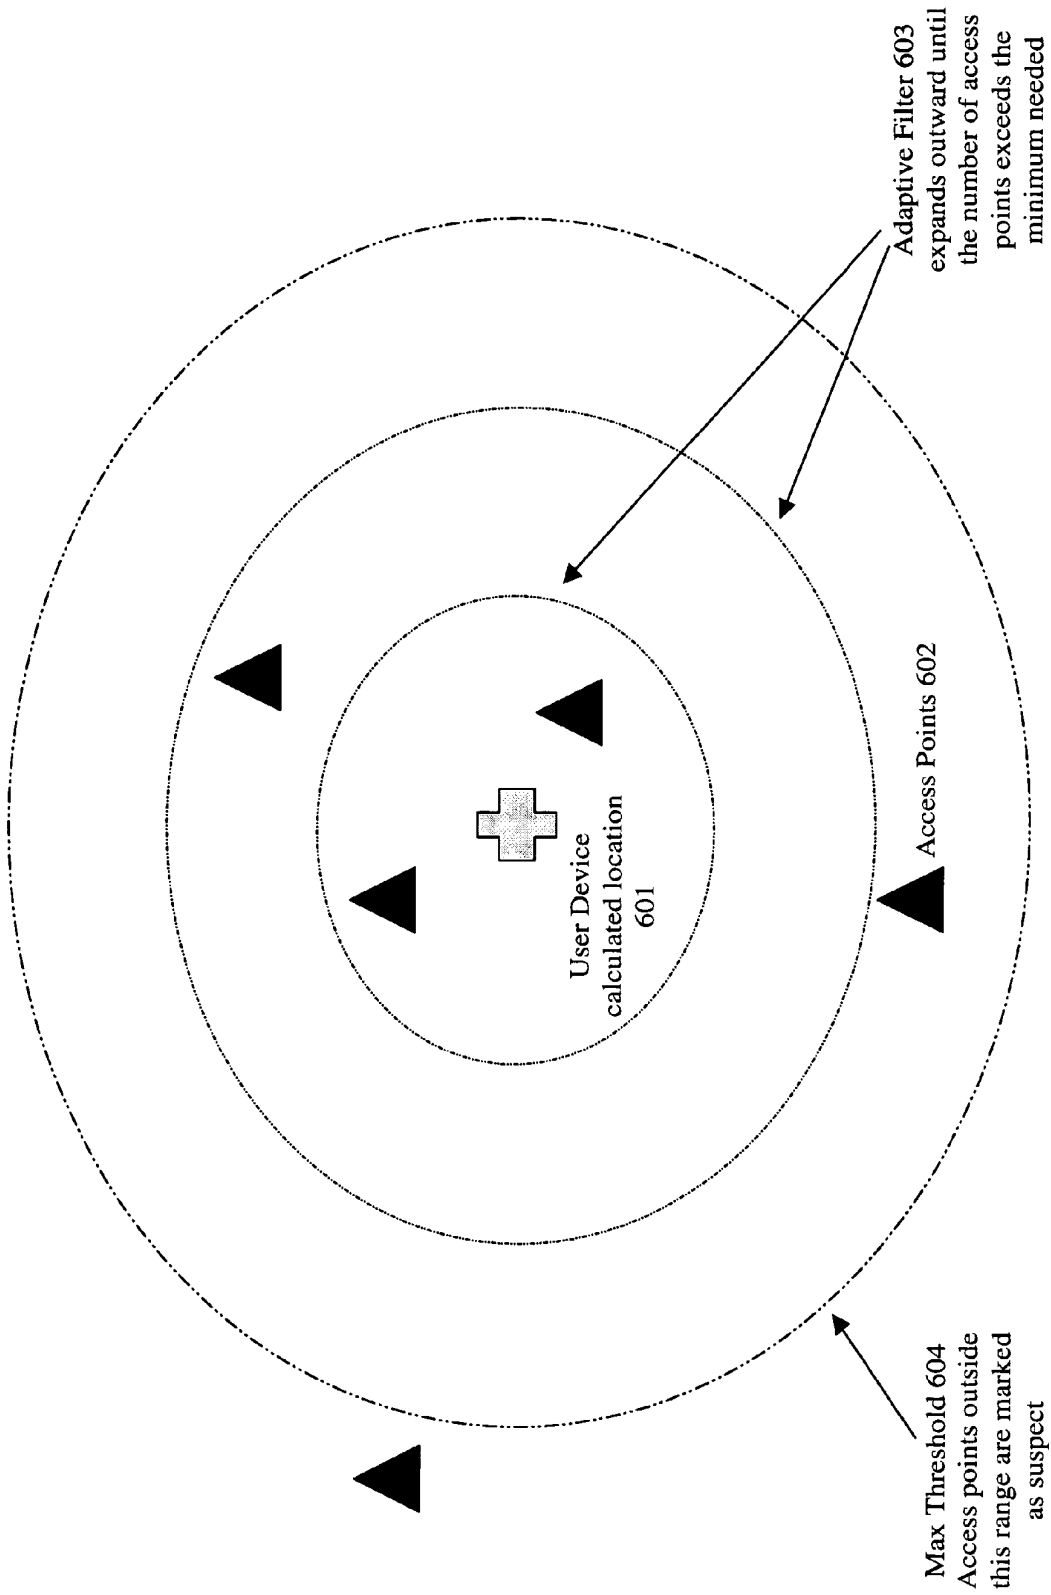 Adaptive Filter 603
expands outward until
the number of access
points exceeds the
minimum needed
User Device
calculated location
601
Access Points 602
Max Threshold 604
Access points outside
this range are marked
as suspect